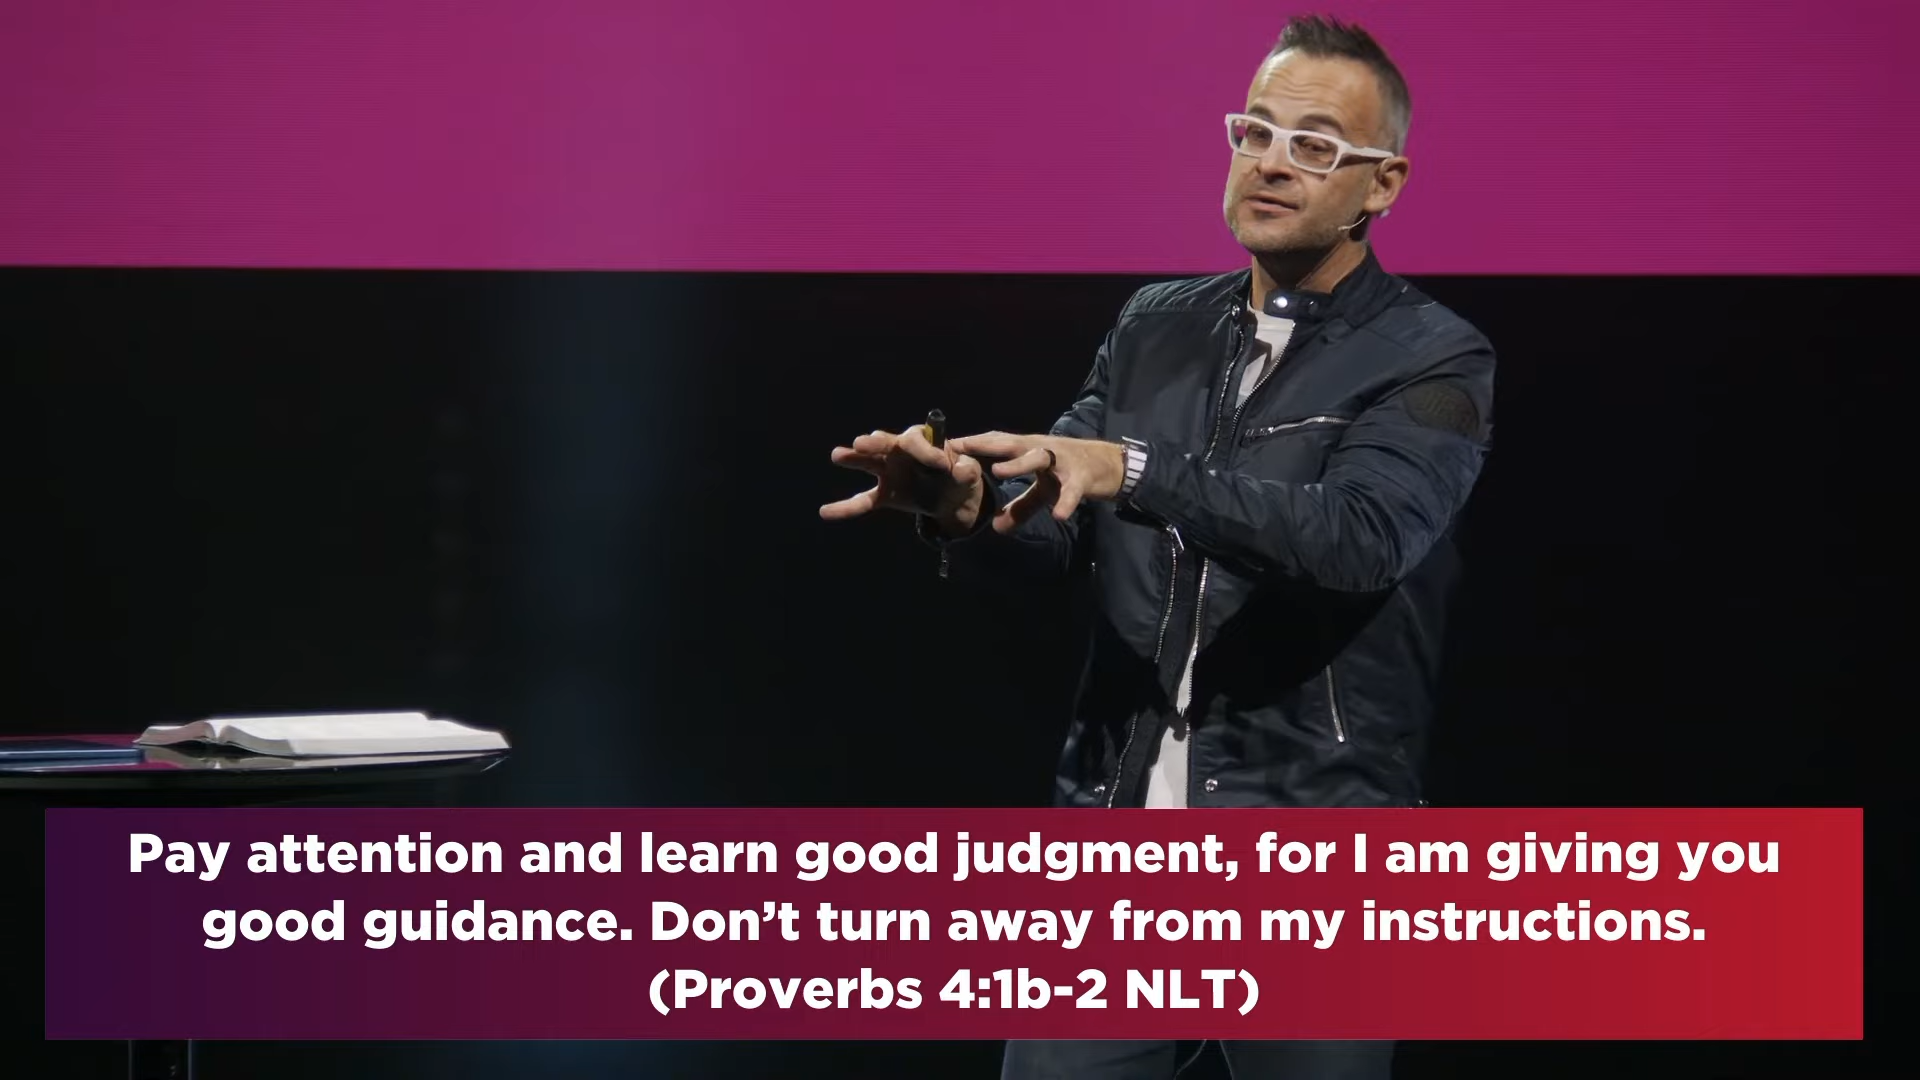 Pay attention and learn good judgment, for I am giving you
good guidance. Don’t turn away from my instructions.
(Proverbs 4:1b-2 NLT)